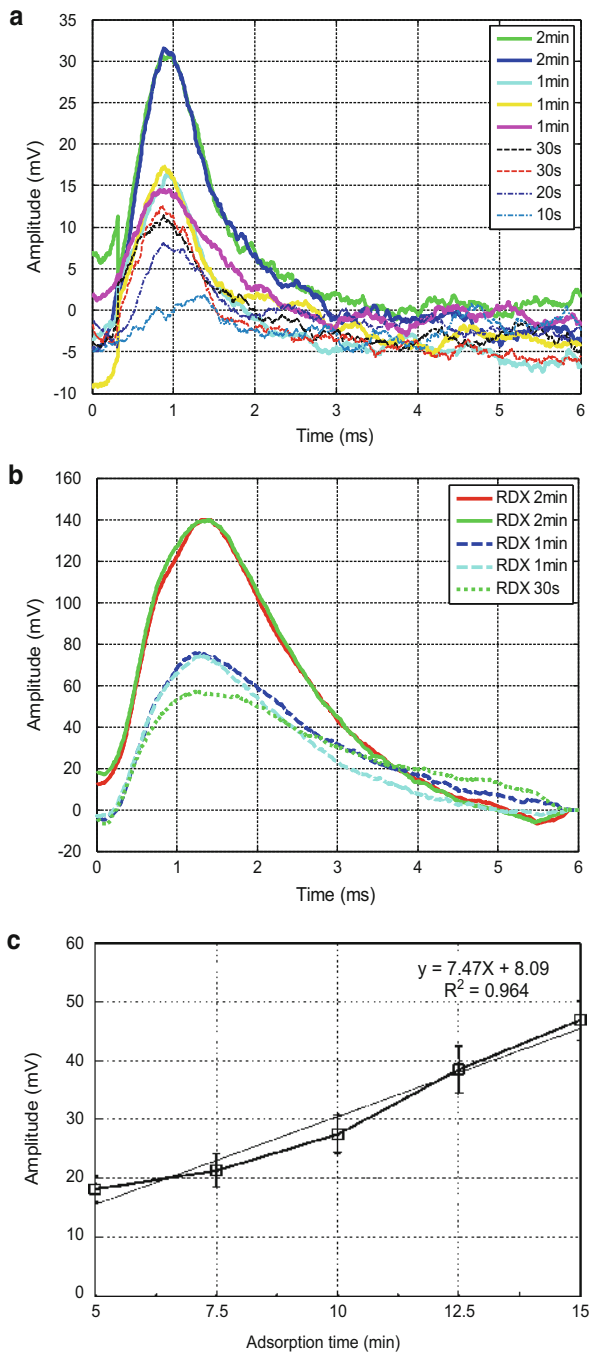 a
35
30
25
20
15
10
5
0
-5
-10
Amplitude (mV)
2min
2min
1min
1min
1min
30s
30s
20s
10s
0 1 2 3 4 5 6
Time (ms)
b
160
140
120
100
80
60
40
20
0
-20
Amplitude (mV)
RDX 2min
RDX 2min
RDX 1min
RDX 1min
RDX 30s
0 1 2 3 4 5 6
Time (ms)
c
60
50
40
30
20
10
0
Amplitude (mV)
y = 7.47X + 8.09
R² = 0.964
5 7.5 10 12.5 15
Adsorption time (min)